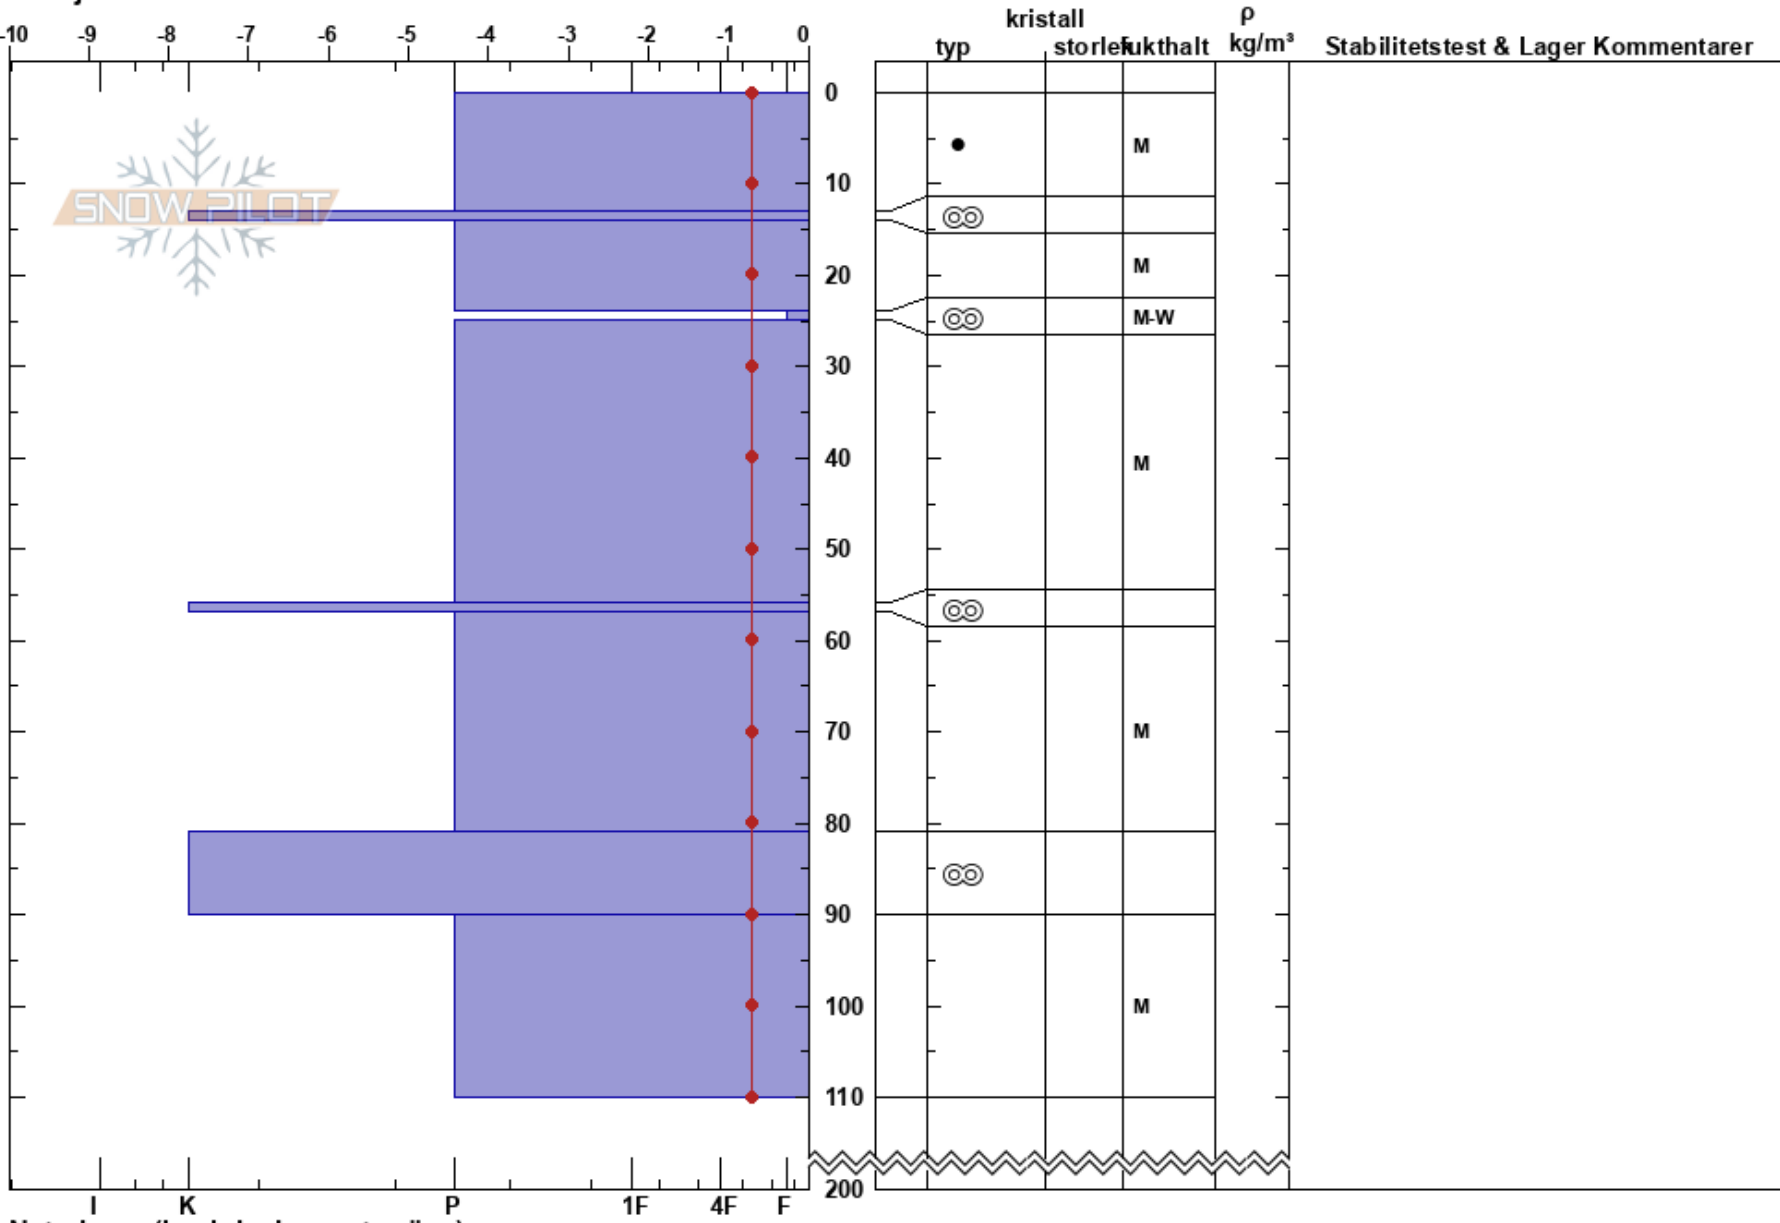 kristall ρ
-10 -9 -8 -7 -6 -5 -4 -3 -2 -1 0 typ storlek fukthalt kg/m³ Stabilitetstest & Lager Kommentarer
0
M
10
SNOW PILOT
M
20
M-W
30
40
M
50
60
70
M
80
90
100
M
110
200
I K P 1F 4F F